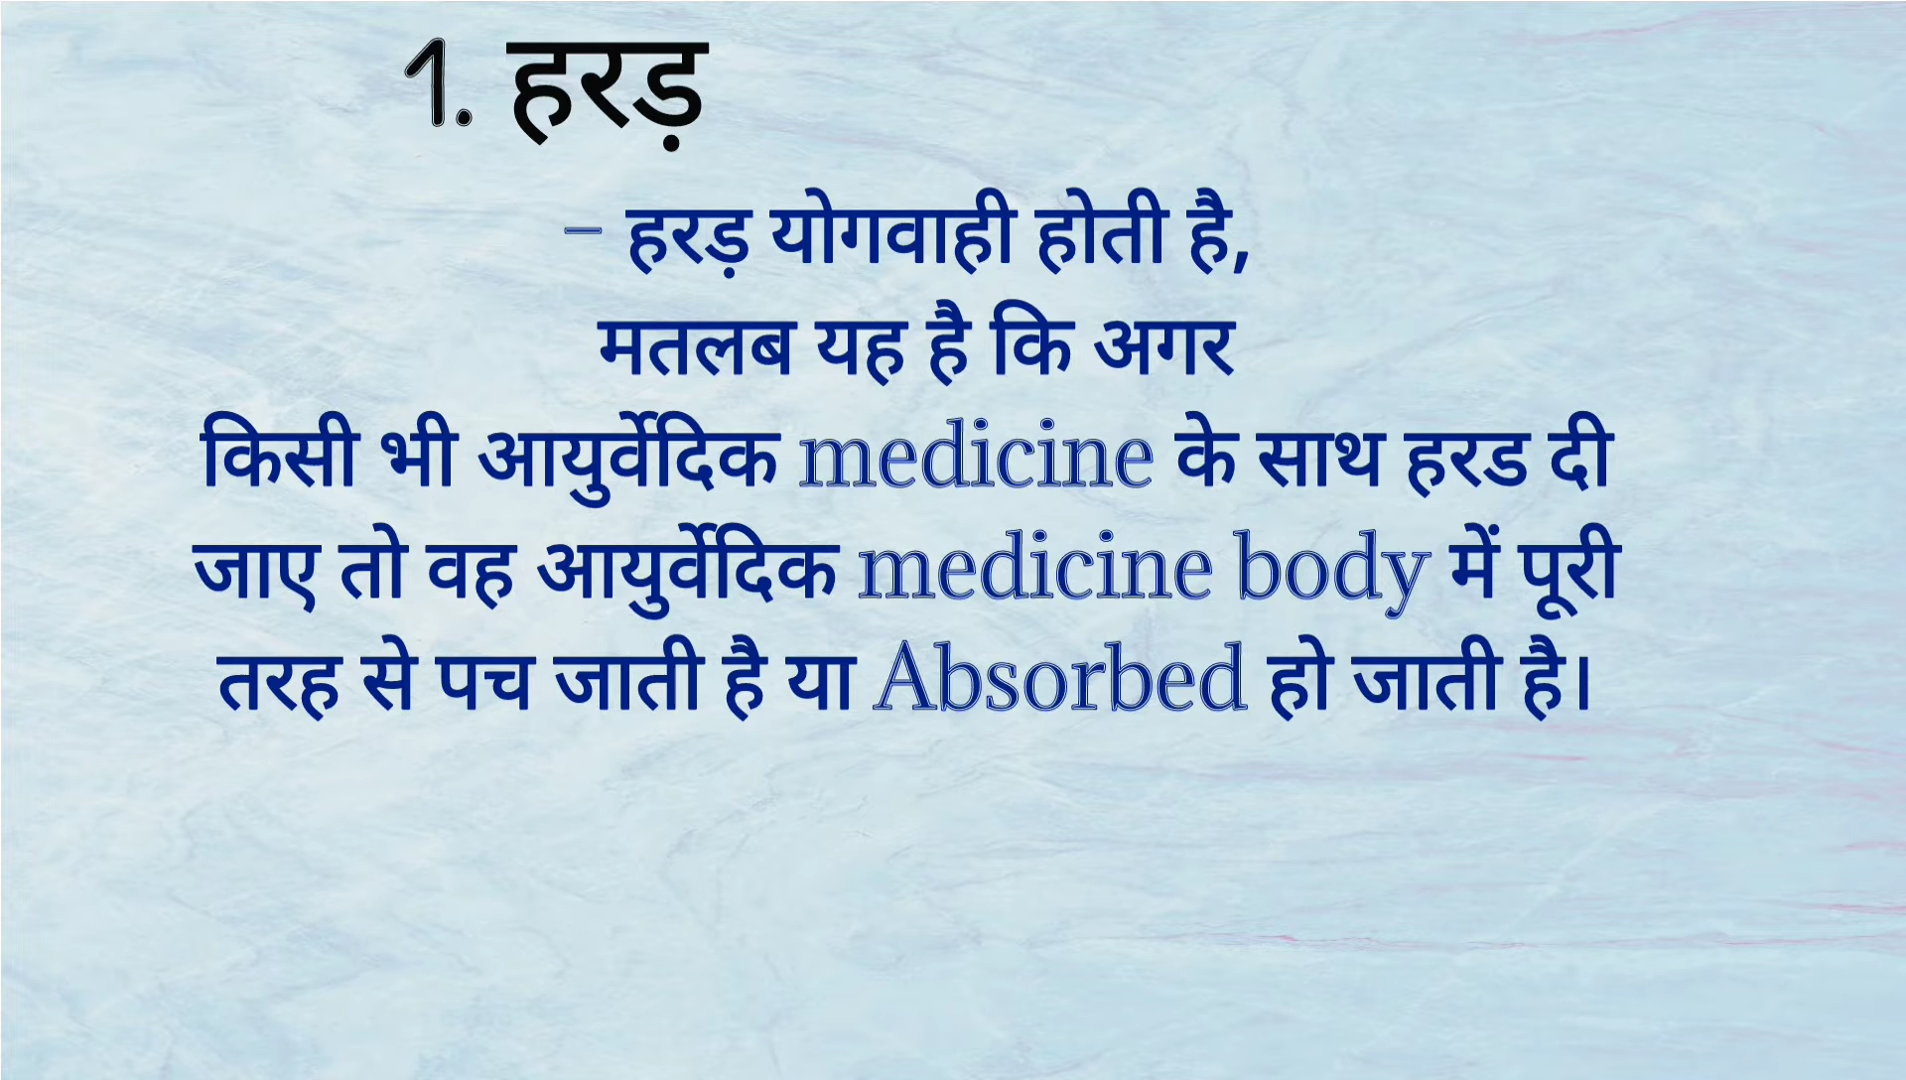 1. हरड़
- हरड़ योगवाही होती है,
मतलब यह है कि अगर
किसी भी आयुर्वेदिक medicine के साथ हरड दी
जाए तो वह आयुर्वेदिक medicine body में पूरी
तरह से पच जाती है या Absorbed हो जाती है।